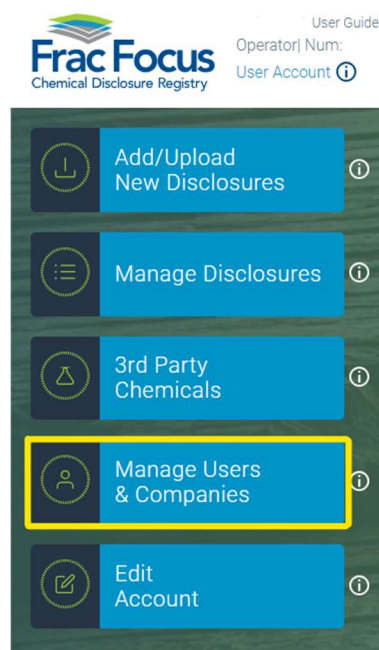 User Guide
Frac Focus
Chemical Disclosure Registry
Operator| Num:
User Account
Add/Upload
New Disclosures
Manage Disclosures
3rd Party
Chemicals
Manage Users
& Companies
Edit
Account